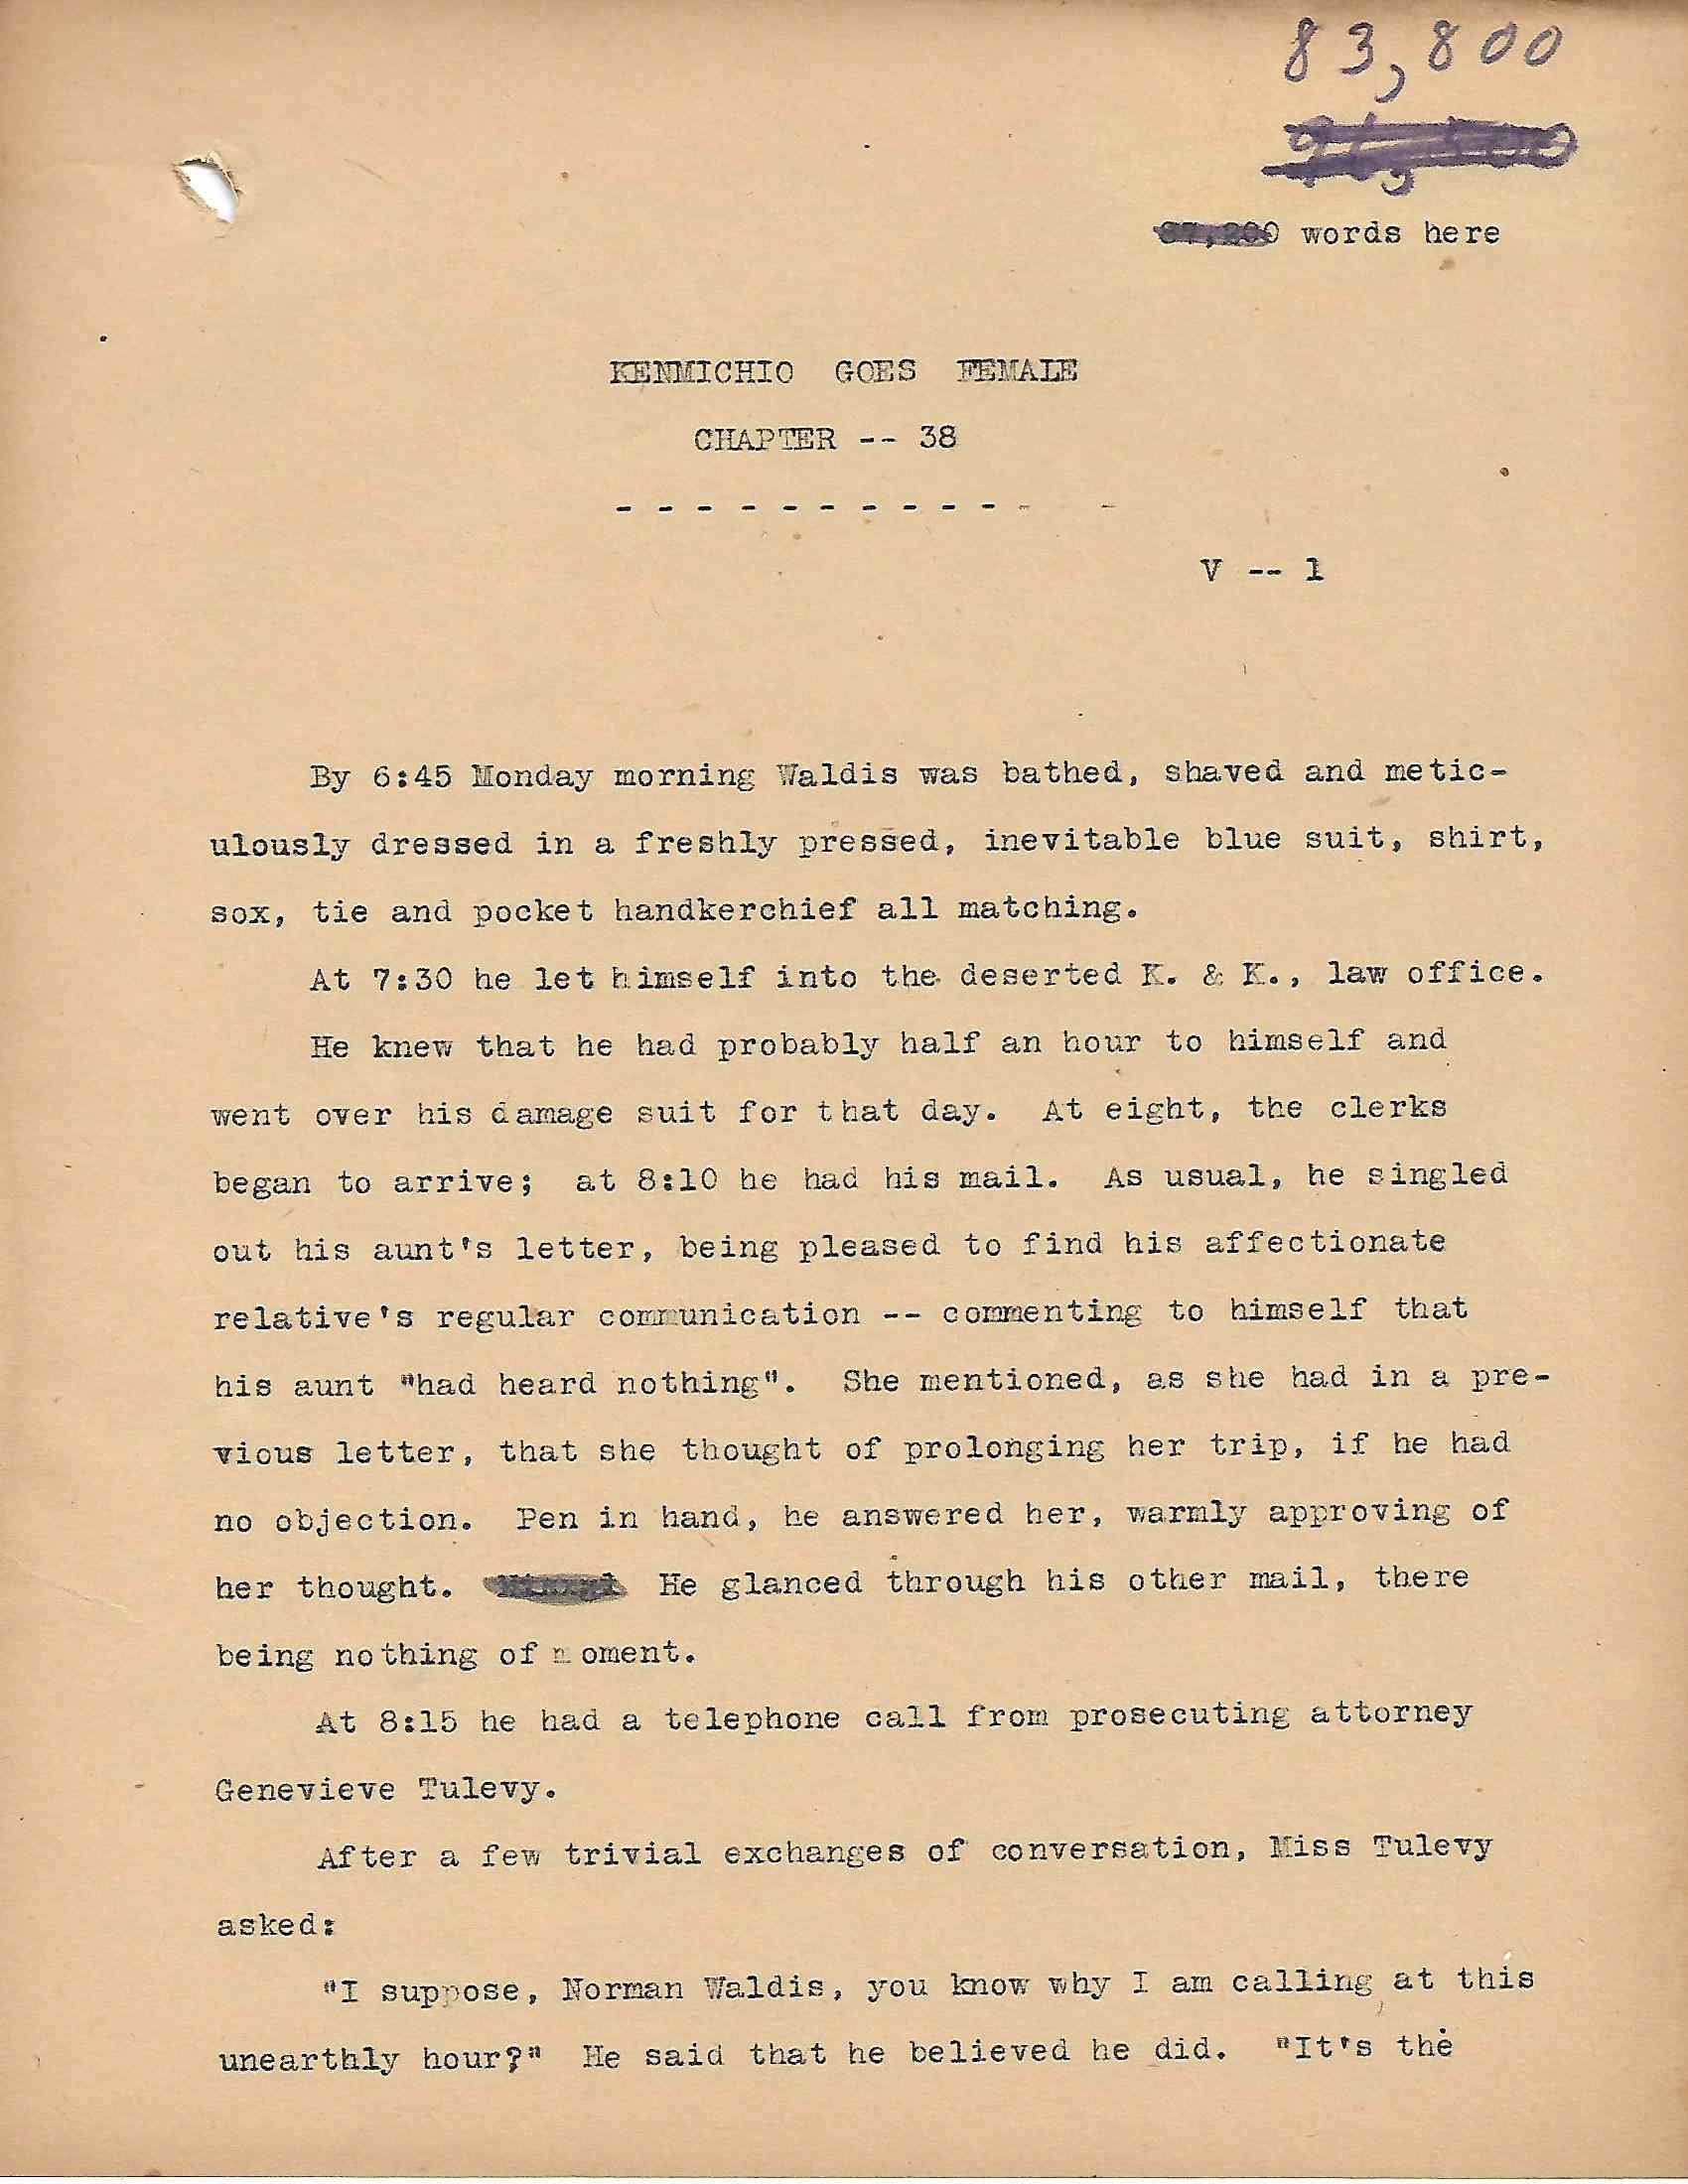 83,800
words here
KENMICHIO GOES FEMALE
CHAPTER -- 38
- - - - - - - - - - - -
V -- 1
By 6:45 Monday morning Waldis was bathed, shaved and metic-
ulously dressed in a freshly pressed, inevitable blue suit, shirt,
sox, tie and pocket handkerchief all matching.
At 7:30 he let himself into the deserted K. & K., law office.
He knew that he had probably half an hour to himself and
went over his damage suit for that day. At eight, the clerks
began to arrive; at 8:10 he had his mail. As usual, he singled
out his aunt's letter, being pleased to find his affectionate
relative's regular communication -- commenting to himself that
his aunt "had heard nothing". She mentioned, as she had in a pre-
vious letter, that she thought of prolonging her trip, if he had
no objection. Pen in hand, he answered her, warmly approving of
her thought. He glanced through his other mail, there
being nothing of moment.
At 8:15 he had a telephone call from prosecuting attorney
Genevieve Tulevy.
After a few trivial exchanges of conversation, Miss Tulevy
asked:
"I suppose, Norman Waldis, you know why I am calling at this
unearthly hour?" He said that he believed he did. "It's the